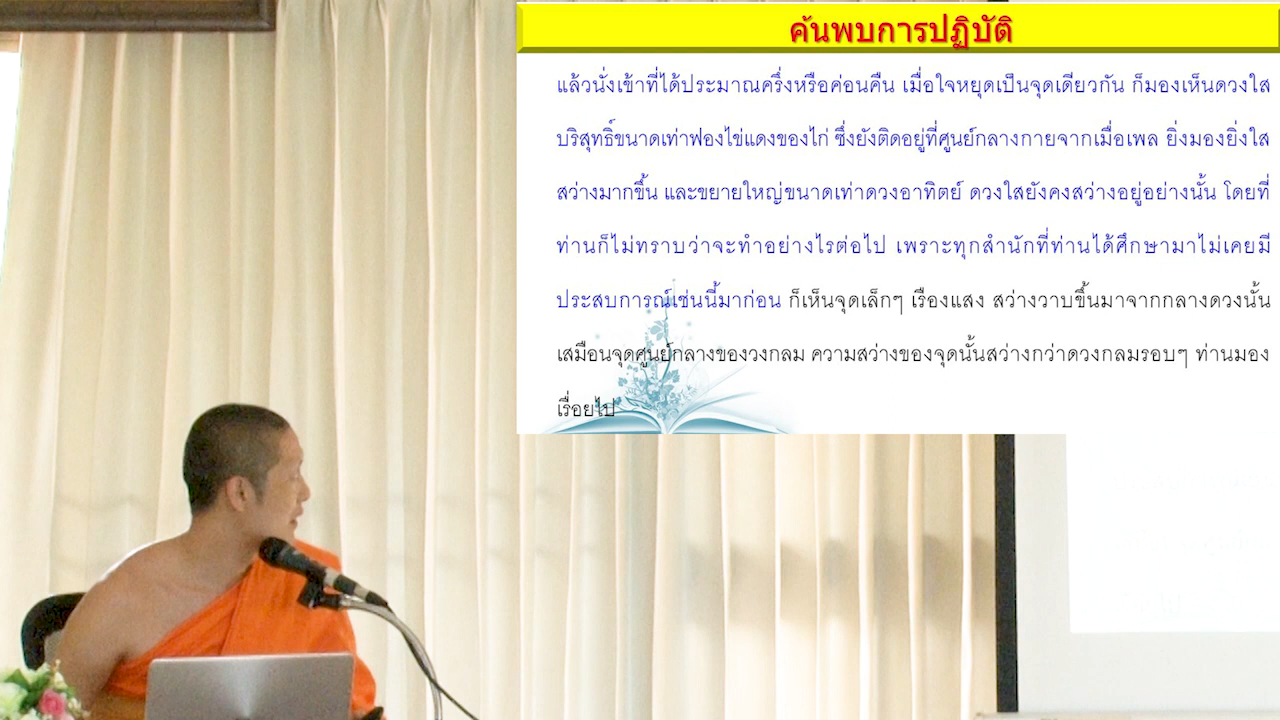 ค้นพบการปฏิบัติ
แล้วนั่งเข้าที่ได้ประมาณครึ่งหรือค่อนคืน เมื่อใจหยุดเป็นจุดเดียวกัน ก็มองเห็นดวงใส
บริสุทธิ์ขนาดเท่าฟองไข่แดงของไก่ ซึ่งยังติดอยู่ที่ศูนย์กลางกายจากเมื่อเพล ยิ่งมองยิ่งใส
สว่างมากขึ้น และขยายใหญ่ขนาดเท่าดวงอาทิตย์ ดวงใสยังคงสว่างอยู่อย่างนั้น โดยที่
ท่านก็ไม่ทราบว่าจะทำอย่างไรต่อไป เพราะทุกสำนักที่ท่านได้ศึกษามาไม่เคยมี
ประสบการณ์เช่นนี้มาก่อน ก็เห็นจุดเล็กๆ เรืองแสง สว่างวาบขึ้นมาจากกลางดวงนั้น
เสมือนจุดศูนย์กลางของวงกลม ความสว่างของจุดนั้นสว่างกว่าดวงกลมรอบๆ ท่านมอง
เรื่อยไป